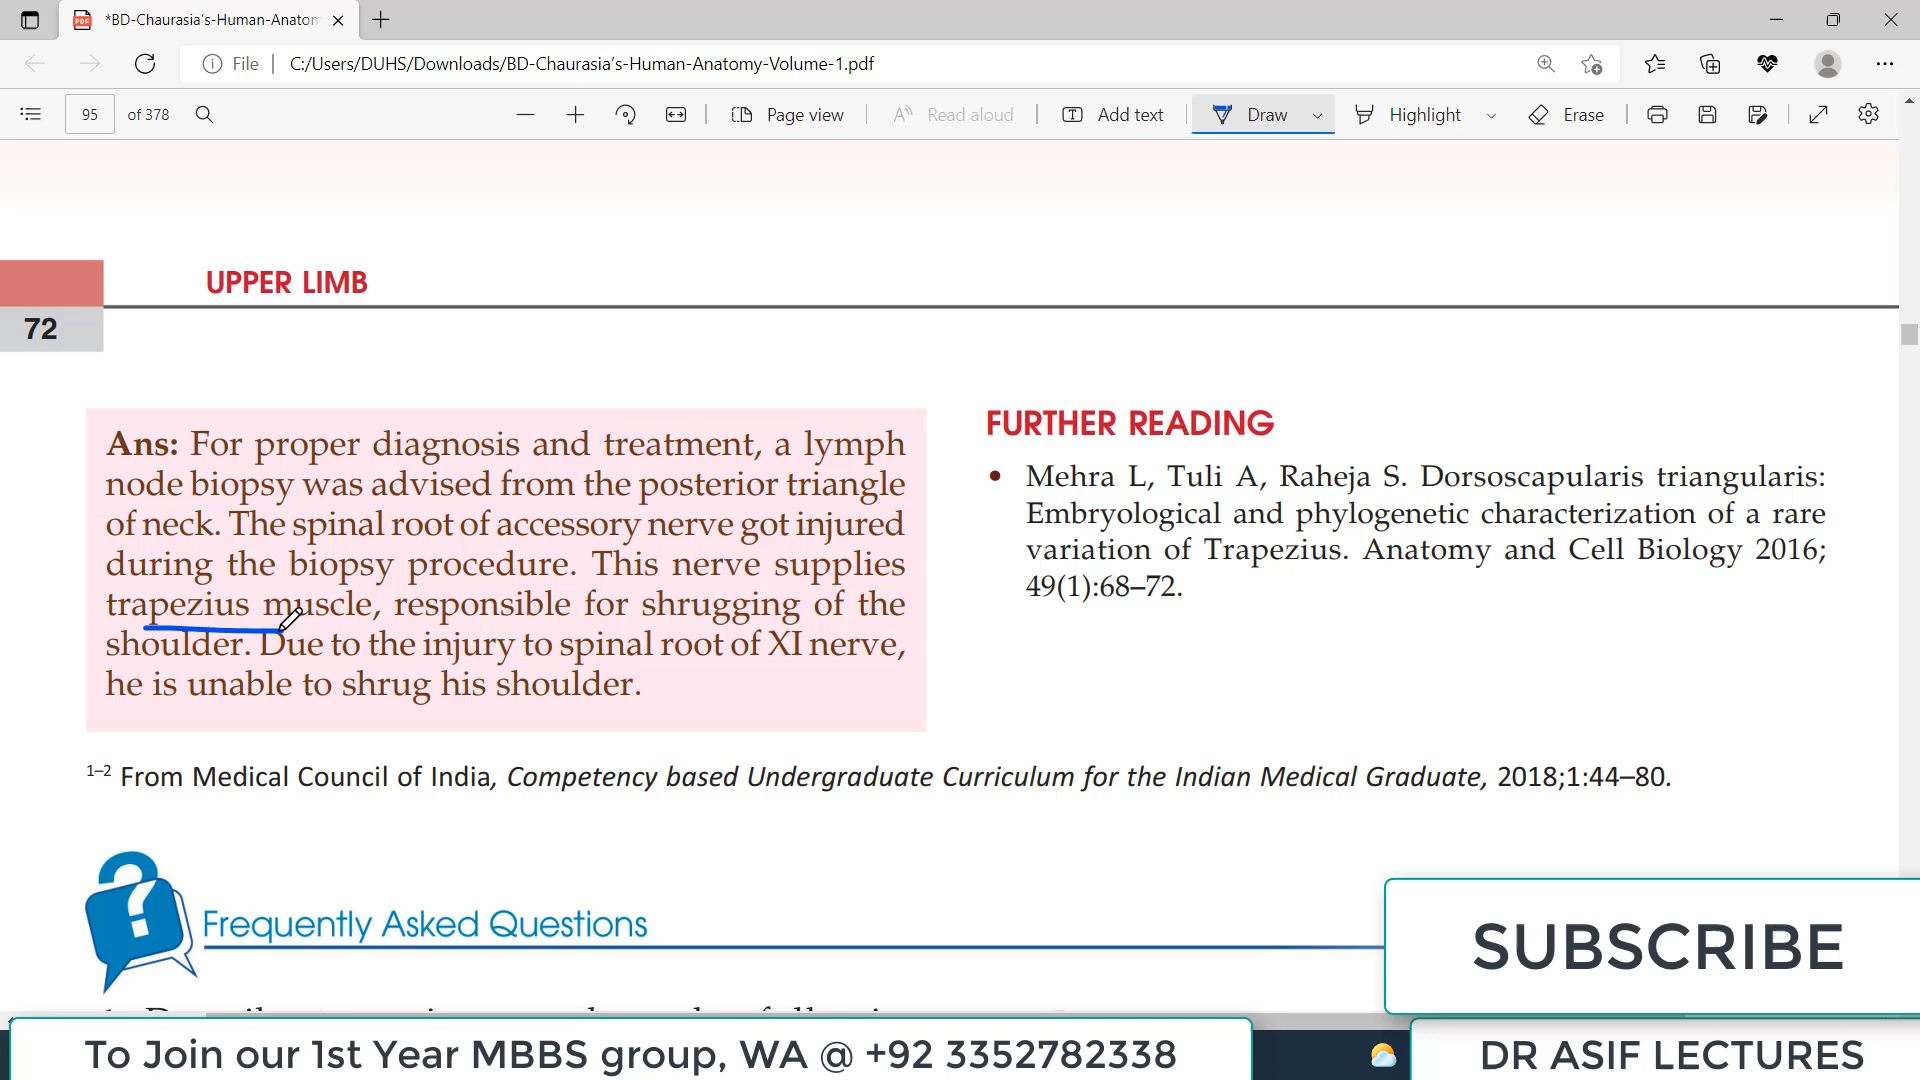 *BD-Chaurasia's-Human-Anatom
File
C:/Users/DUHS/Downloads/BD-Chaurasia's-Human-Anatomy-Volume-1.pdf
95 of 378
Page view
Read aloud
Add text
Draw
Highlight
Erase
UPPER LIMB
72
Ans: For proper diagnosis and treatment, a lymph
node biopsy was advised from the posterior triangle
of neck. The spinal root of accessory nerve got injured
during the biopsy procedure. This nerve supplies
trapezius muscle, responsible for shrugging of the
shoulder. Due to the injury to spinal root of XI nerve,
he is unable to shrug his shoulder.
FURTHER READING
• Mehra L, Tuli A, Raheja S. Dorsoscapularis triangularis:
Embryological and phylogenetic characterization of a rare
variation of Trapezius. Anatomy and Cell Biology 2016;
49(1):68–72.
1–2 From Medical Council of India, Competency based Undergraduate Curriculum for the Indian Medical Graduate, 2018;1:44–80.
Frequently Asked Questions
SUBSCRIBE
To Join our 1st Year MBBS group, WA @ +92 3352782338
DR ASIF LECTURES